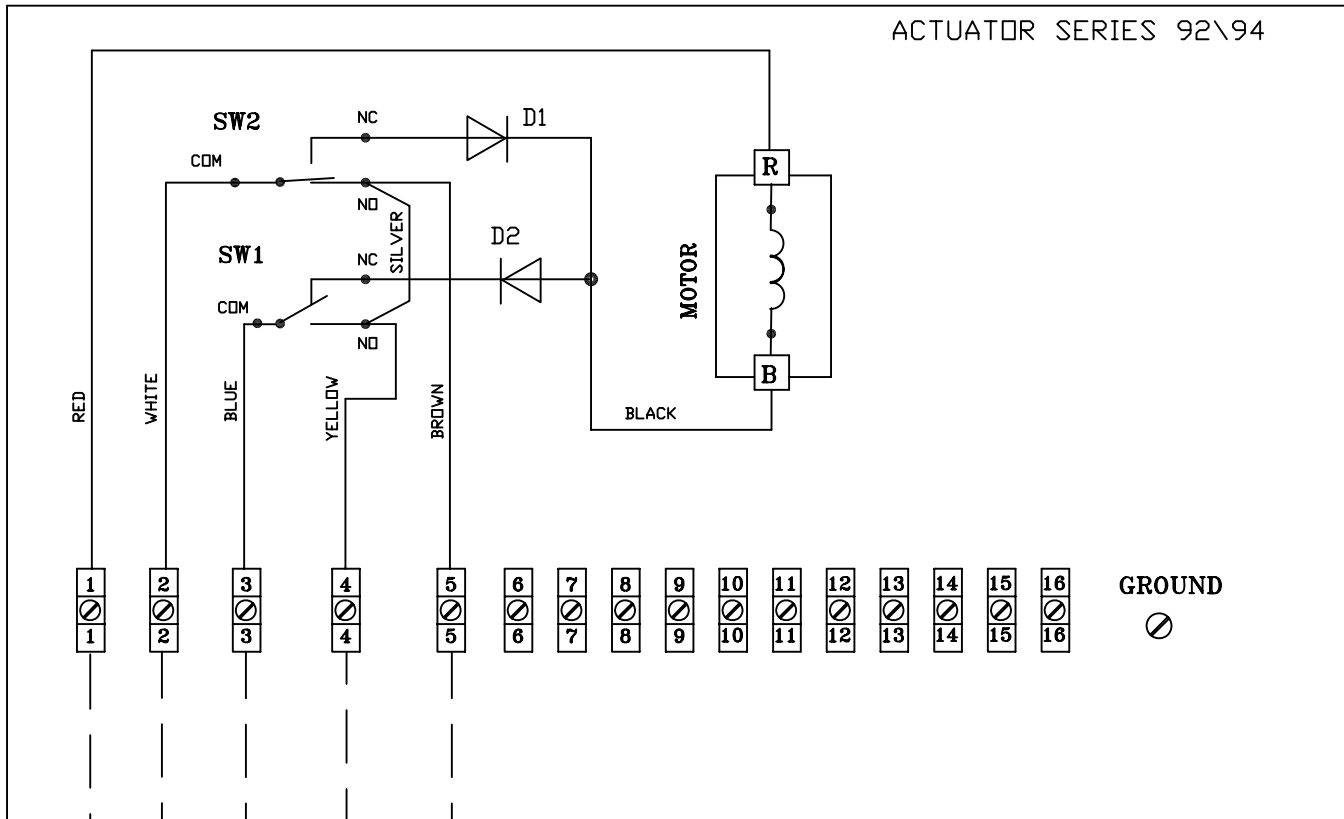 ACTUATOR SERIES 92\94
SW2
NC
D1
COM
NO
R
SILVER
SW1
NC
D2
COM
NO
MOTOR
B
RED
WHITE
BLUE
YELLOW
BROWN
BLACK
1 2 3 4 5 6 7 8 9 10 11 12 13 14 15 16
GROUND
1 2 3 4 5 6 7 8 9 10 11 12 13 14 15 16